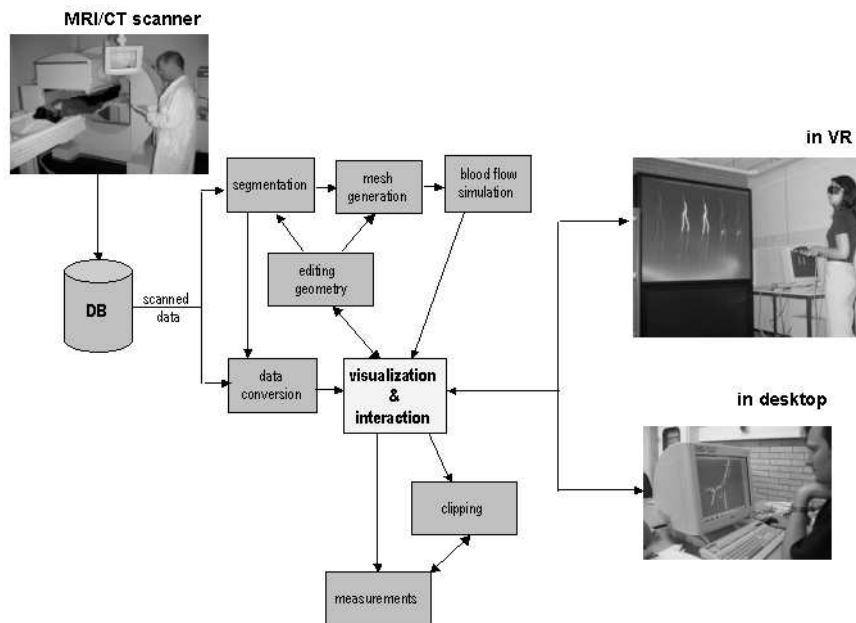 MRI/CT scanner
in VR
segmentation
mesh
generation
blood flow
simulation
editing
geometry
DB
scanned
data
data
conversion
visualization
&
interaction
in desktop
clipping
measurements